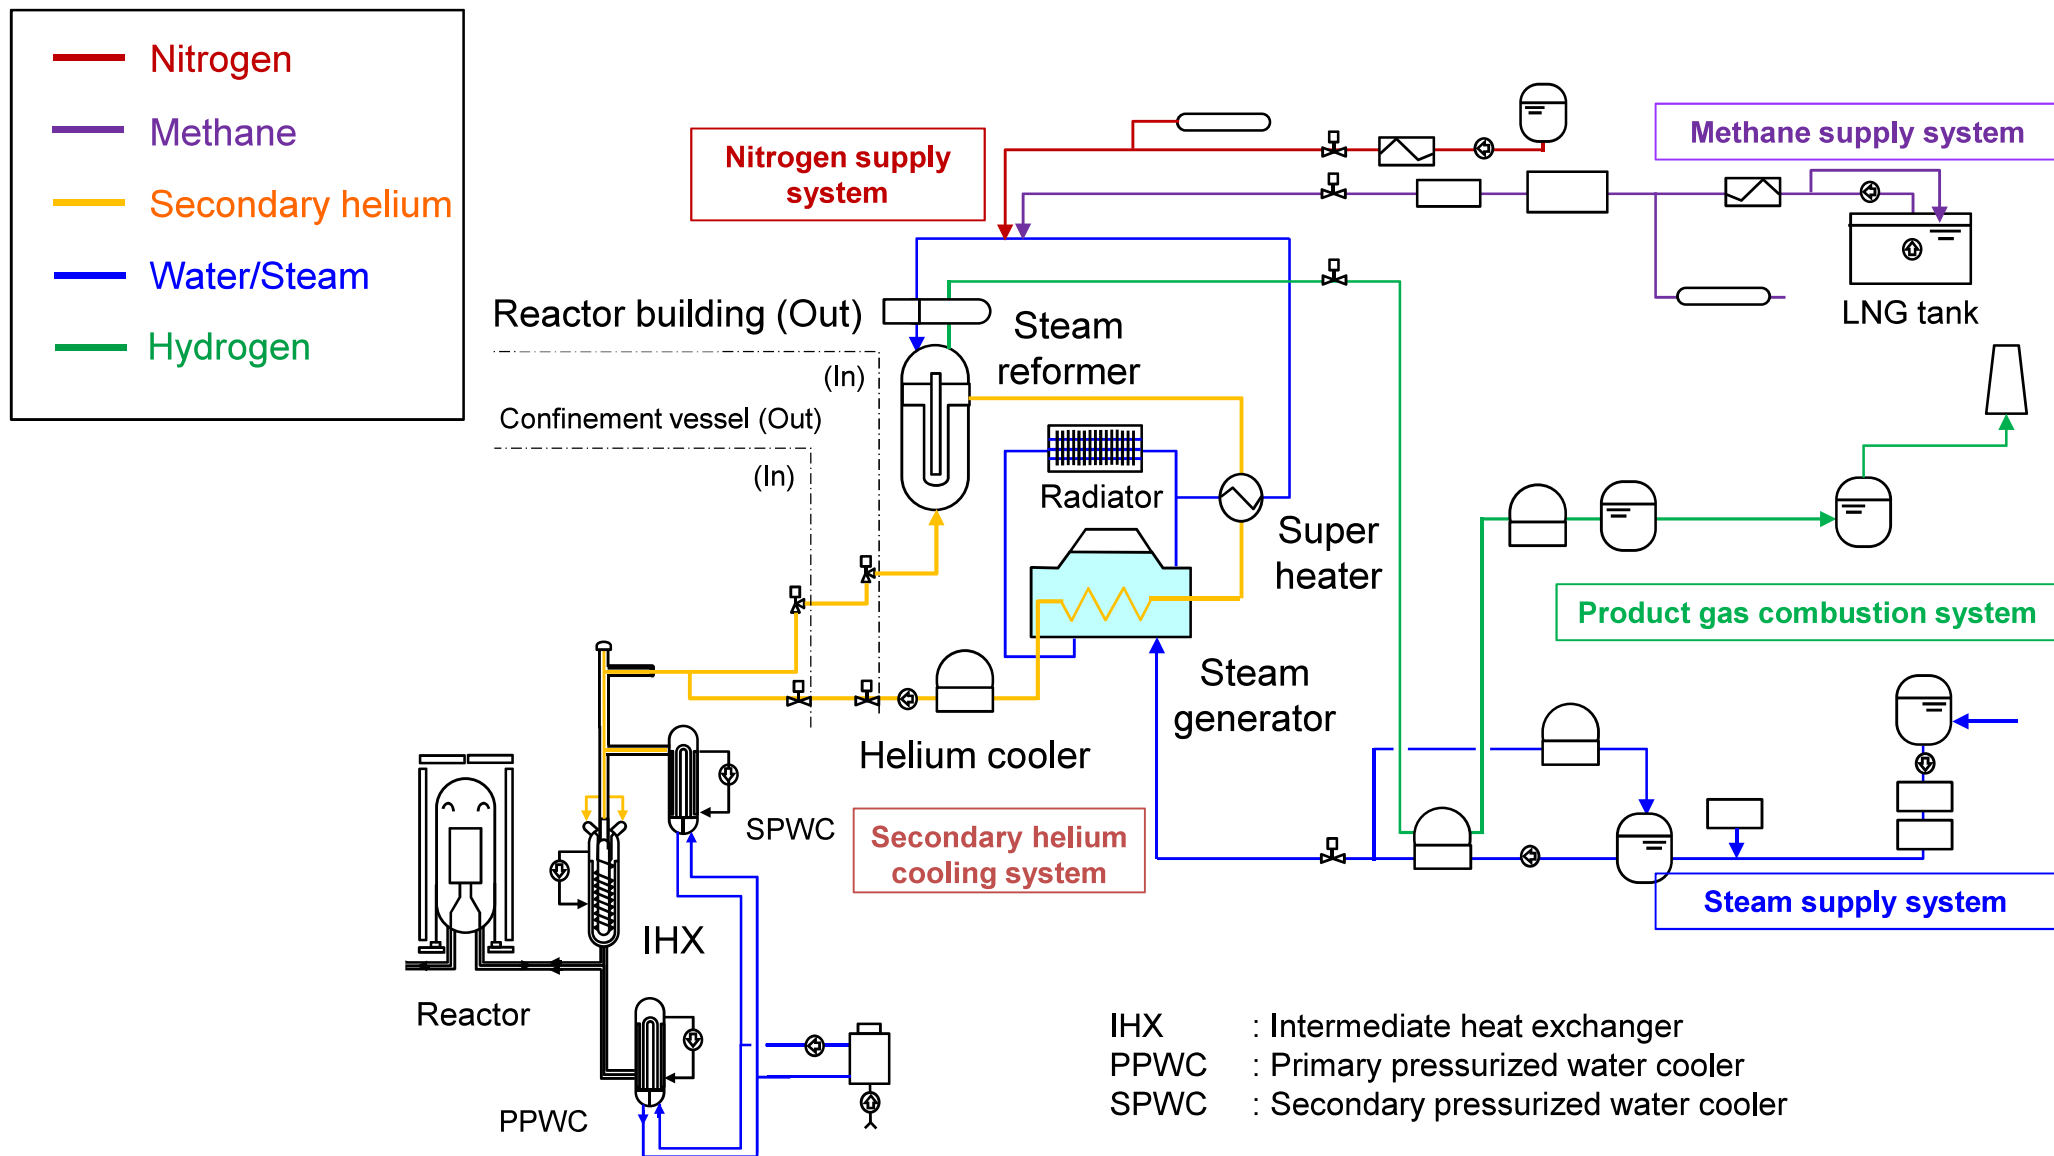 Nitrogen
Methane
Secondary helium
Water/Steam
Hydrogen
Nitrogen supply
system
Methane supply system
LNG tank
Reactor building (Out)
(In)
Confinement vessel (Out)
(In)
Steam
reformer
Radiator
Super
heater
Product gas combustion system
Steam
generator
Helium cooler
SPWC
Secondary helium
cooling system
Steam supply system
IHX
Reactor
PPWC
IHX : Intermediate heat exchanger
PPWC : Primary pressurized water cooler
SPWC : Secondary pressurized water cooler